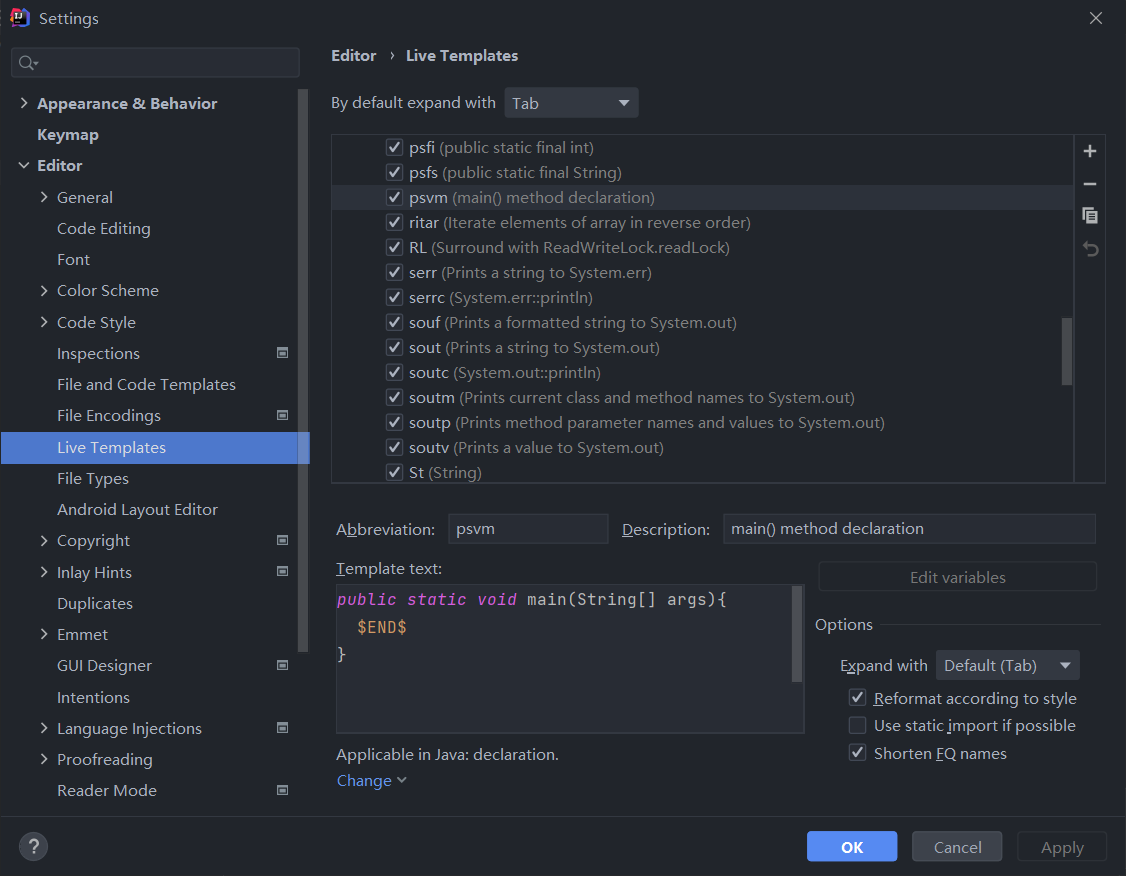 Settings
Appearance & Behavior
Keymap
Editor
General
Code Editing
Font
Color Scheme
Code Style
Inspections
File and Code Templates
File Encodings
Live Templates
File Types
Android Layout Editor
Copyright
Inlay Hints
Duplicates
Emmet
GUI Designer
Intentions
Language Injections
Proofreading
Reader Mode
?
Editor › Live Templates
By default expand with Tab
psfi (public static final int)
psfs (public static final String)
psvm (main() method declaration)
ritar (Iterate elements of array in reverse order)
RL (Surround with ReadWriteLock.readLock)
serr (Prints a string to System.err)
serrc (System.err::println)
souf (Prints a formatted string to System.out)
sout (Prints a string to System.out)
soutc (System.out::println)
soutm (Prints current class and method names to System.out)
soutp (Prints method parameter names and values to System.out)
soutv (Prints a value to System.out)
St (String)
Abbreviation: psvm Description: main() method declaration
Template text:
public static void main(String[] args){
$END$
}
Edit variables
Options
Expand with Default (Tab)
Reformat according to style
Use static import if possible
Shorten FQ names
Applicable in Java: declaration.
Change
OK Cancel Apply